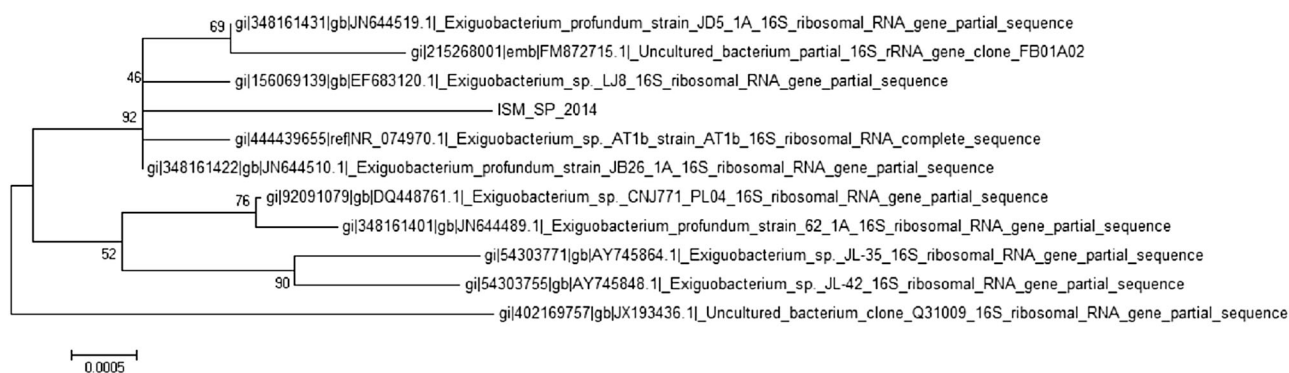 gi|348161431|gb|JN644519.1|_Exiguobacterium_profundum_strain_JD5_1A_16S_ribosomal_RNA_gene_partial_sequence
69
gi|215268001|emb|FM872715.1|_Uncultured_bacterium_partial_16S_rRNA_gene_clone_FB01A02
46
gi|156069139|gb|EF683120.1|_Exiguobacterium_sp._LJ8_16S_ribosomal_RNA_gene_partial_sequence
ISM_SP_2014
92
gi|444439655|ref|NR_074970.1|_Exiguobacterium_sp._AT1b_strain_AT1b_16S_ribosomal_RNA_complete_sequence
gi|348161422|gb|JN644510.1|_Exiguobacterium_profundum_strain_JB26_1A_16S_ribosomal_RNA_gene_partial_sequence
76
gi|92091079|gb|DQ448761.1|_Exiguobacterium_sp._CNJ771_PL04_16S_ribosomal_RNA_gene_partial_sequence
gi|348161401|gb|JN644489.1|_Exiguobacterium_profundum_strain_62_1A_16S_ribosomal_RNA_gene_partial_sequence
52
gi|54303771|gb|AY745864.1|_Exiguobacterium_sp._JL-35_16S_ribosomal_RNA_gene_partial_sequence
90
gi|54303755|gb|AY745848.1|_Exiguobacterium_sp._JL-42_16S_ribosomal_RNA_gene_partial_sequence
gi|402169757|gb|JX193436.1|_Uncultured_bacterium_clone_Q31009_16S_ribosomal_RNA_gene_partial_sequence
0.0005